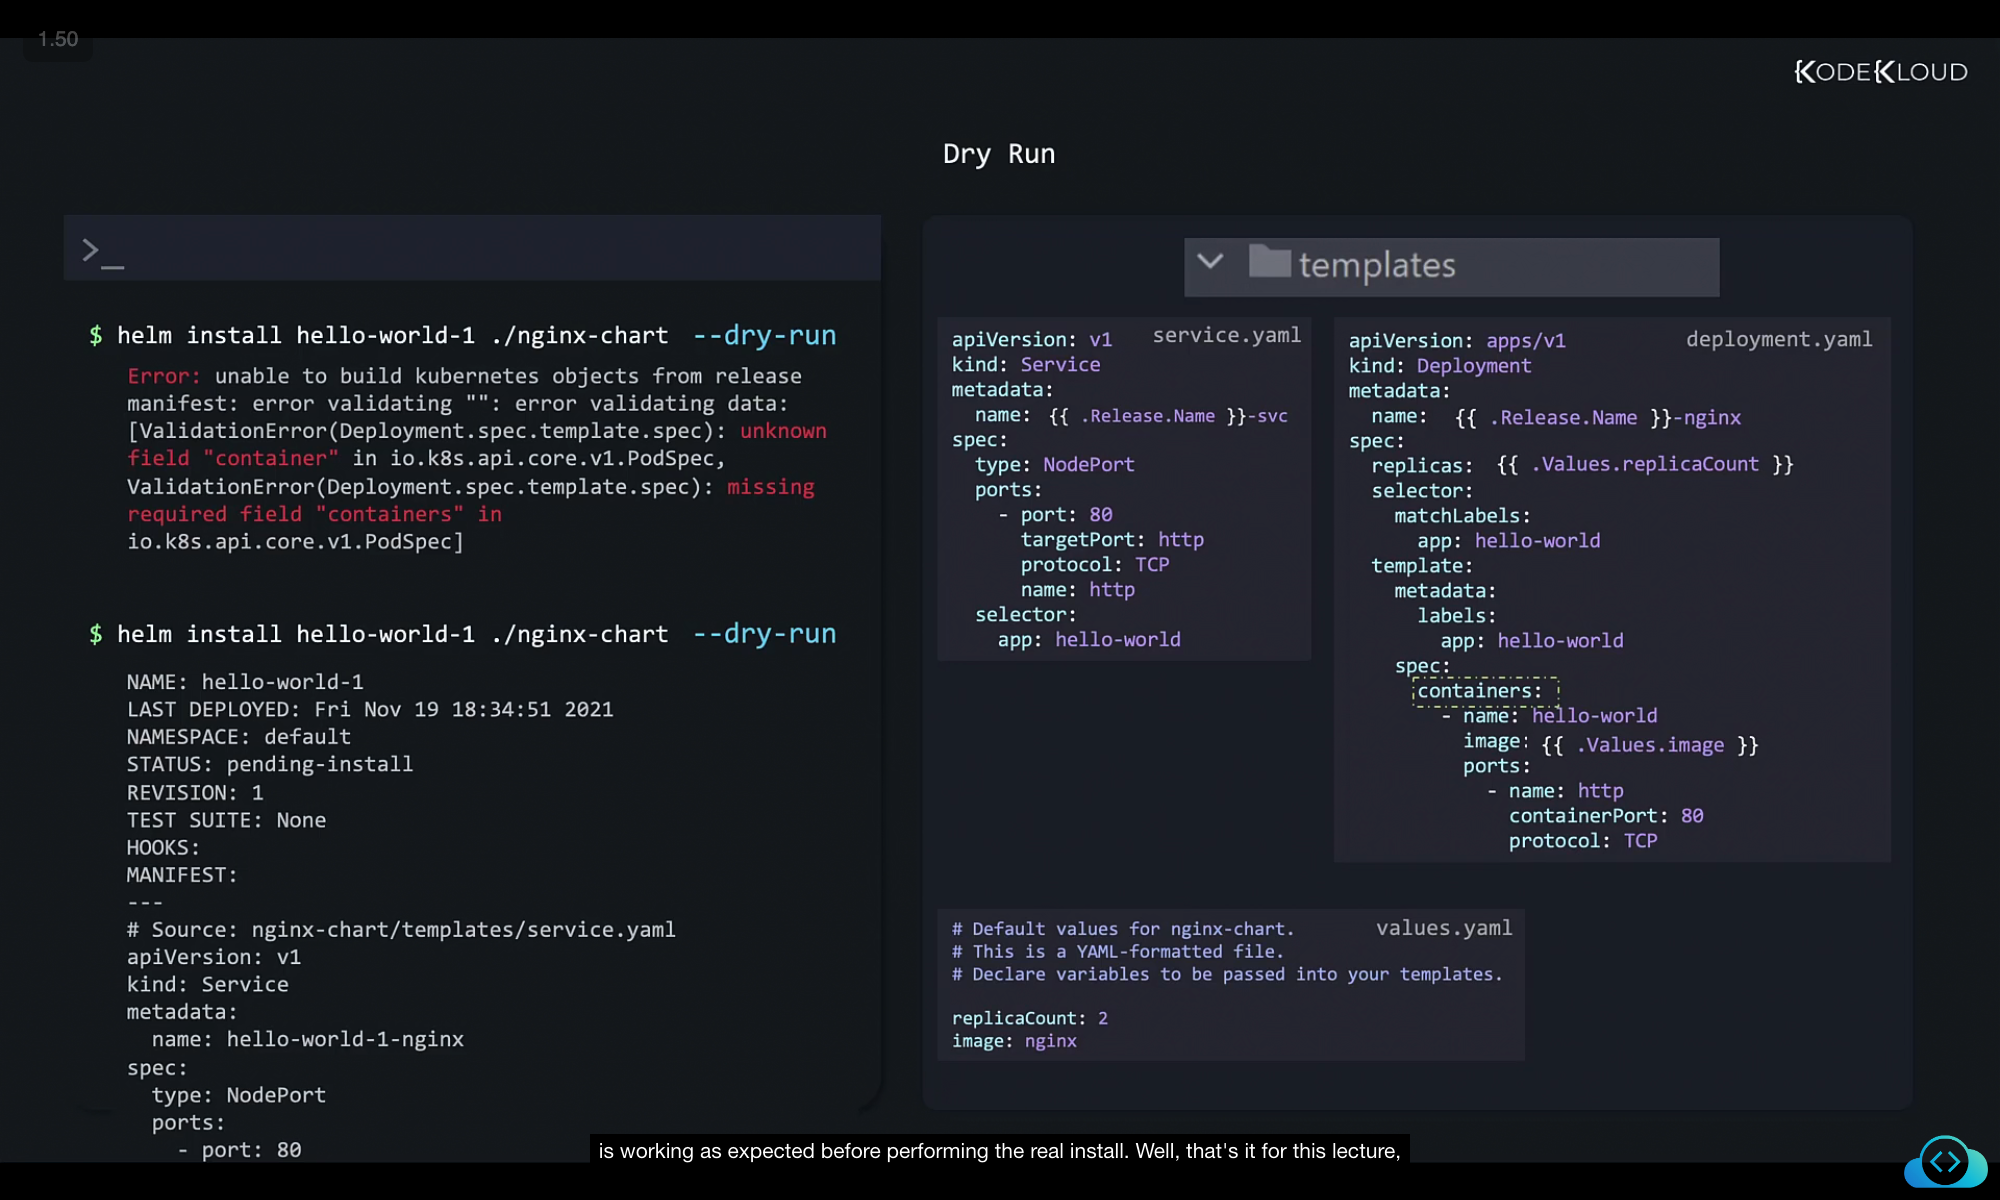 1.50
KODEKLOUD
Dry Run
>_
$ helm install hello-world-1 ./nginx-chart --dry-run
Error: unable to build kubernetes objects from release
manifest: error validating "": error validating data:
[ValidationError(Deployment.spec.template.spec): unknown
field "container" in io.k8s.api.core.v1.PodSpec,
ValidationError(Deployment.spec.template.spec): missing
required field "containers" in
io.k8s.api.core.v1.PodSpec]
$ helm install hello-world-1 ./nginx-chart --dry-run
NAME: hello-world-1
LAST DEPLOYED: Fri Nov 19 18:34:51 2021
NAMESPACE: default
STATUS: pending-install
REVISION: 1
TEST SUITE: None
HOOKS:
MANIFEST:
---
# Source: nginx-chart/templates/service.yaml
apiVersion: v1
kind: Service
metadata:
  name: hello-world-1-nginx
spec:
  type: NodePort
  ports:
    - port: 80
templates
service.yaml
apiVersion: v1
kind: Service
metadata:
  name: {{ .Release.Name }}-svc
spec:
  type: NodePort
  ports:
    - port: 80
      targetPort: http
      protocol: TCP
      name: http
  selector:
    app: hello-world
deployment.yaml
apiVersion: apps/v1
kind: Deployment
metadata:
  name: {{ .Release.Name }}-nginx
spec:
  replicas: {{ .Values.replicaCount }}
  selector:
    matchLabels:
      app: hello-world
  template:
    metadata:
      labels:
        app: hello-world
    spec:
      containers:
        - name: hello-world
          image: {{ .Values.image }}
          ports:
            - name: http
              containerPort: 80
              protocol: TCP
values.yaml
# Default values for nginx-chart.
# This is a YAML-formatted file.
# Declare variables to be passed into your templates.
replicaCount: 2
image: nginx
is working as expected before performing the real install. Well, that's it for this lecture,